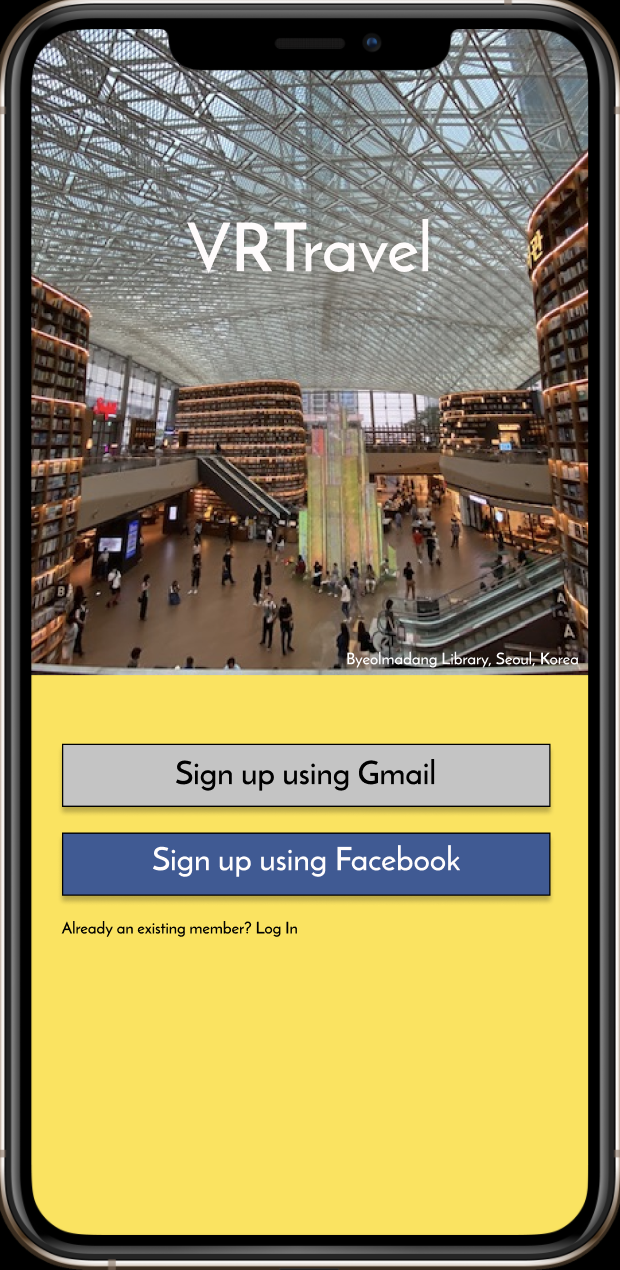 VRTravel
Byeolmadang Library, Seoul, Korea
Sign up using Gmail
Sign up using Facebook
Already an existing member? Log In